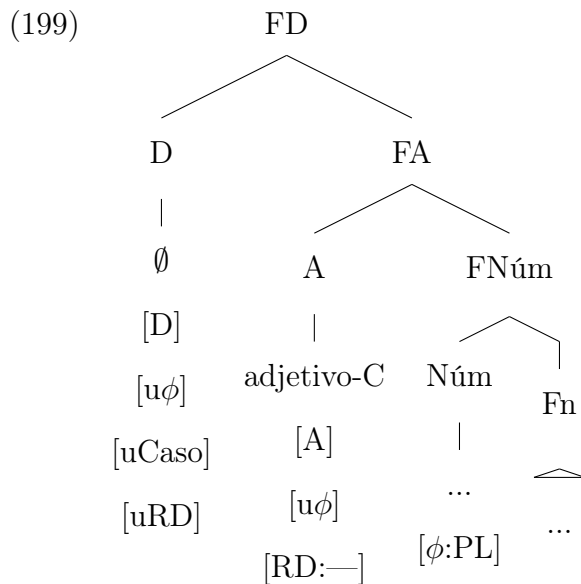 (199) FD
D FA
∅ A FNúm
[D]
[uϕ] adjetivo-C Núm Fn
[uCaso] [A]
[uRD] [uϕ] ... ...
[RD:—] [ϕ:PL]